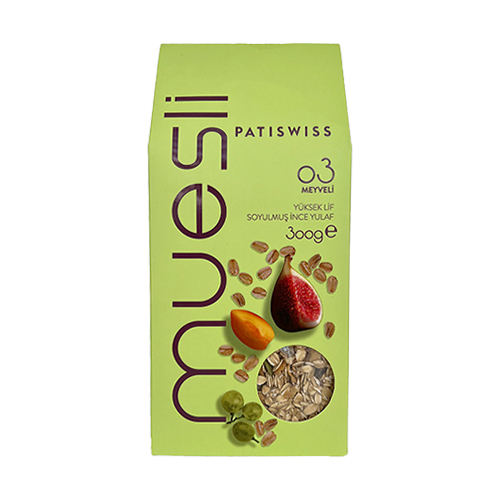 muesli
PATISWISS
03
MEYVELİ
YÜKSEK LİF
SOYULMUŞ İNCE YULAF
300g e